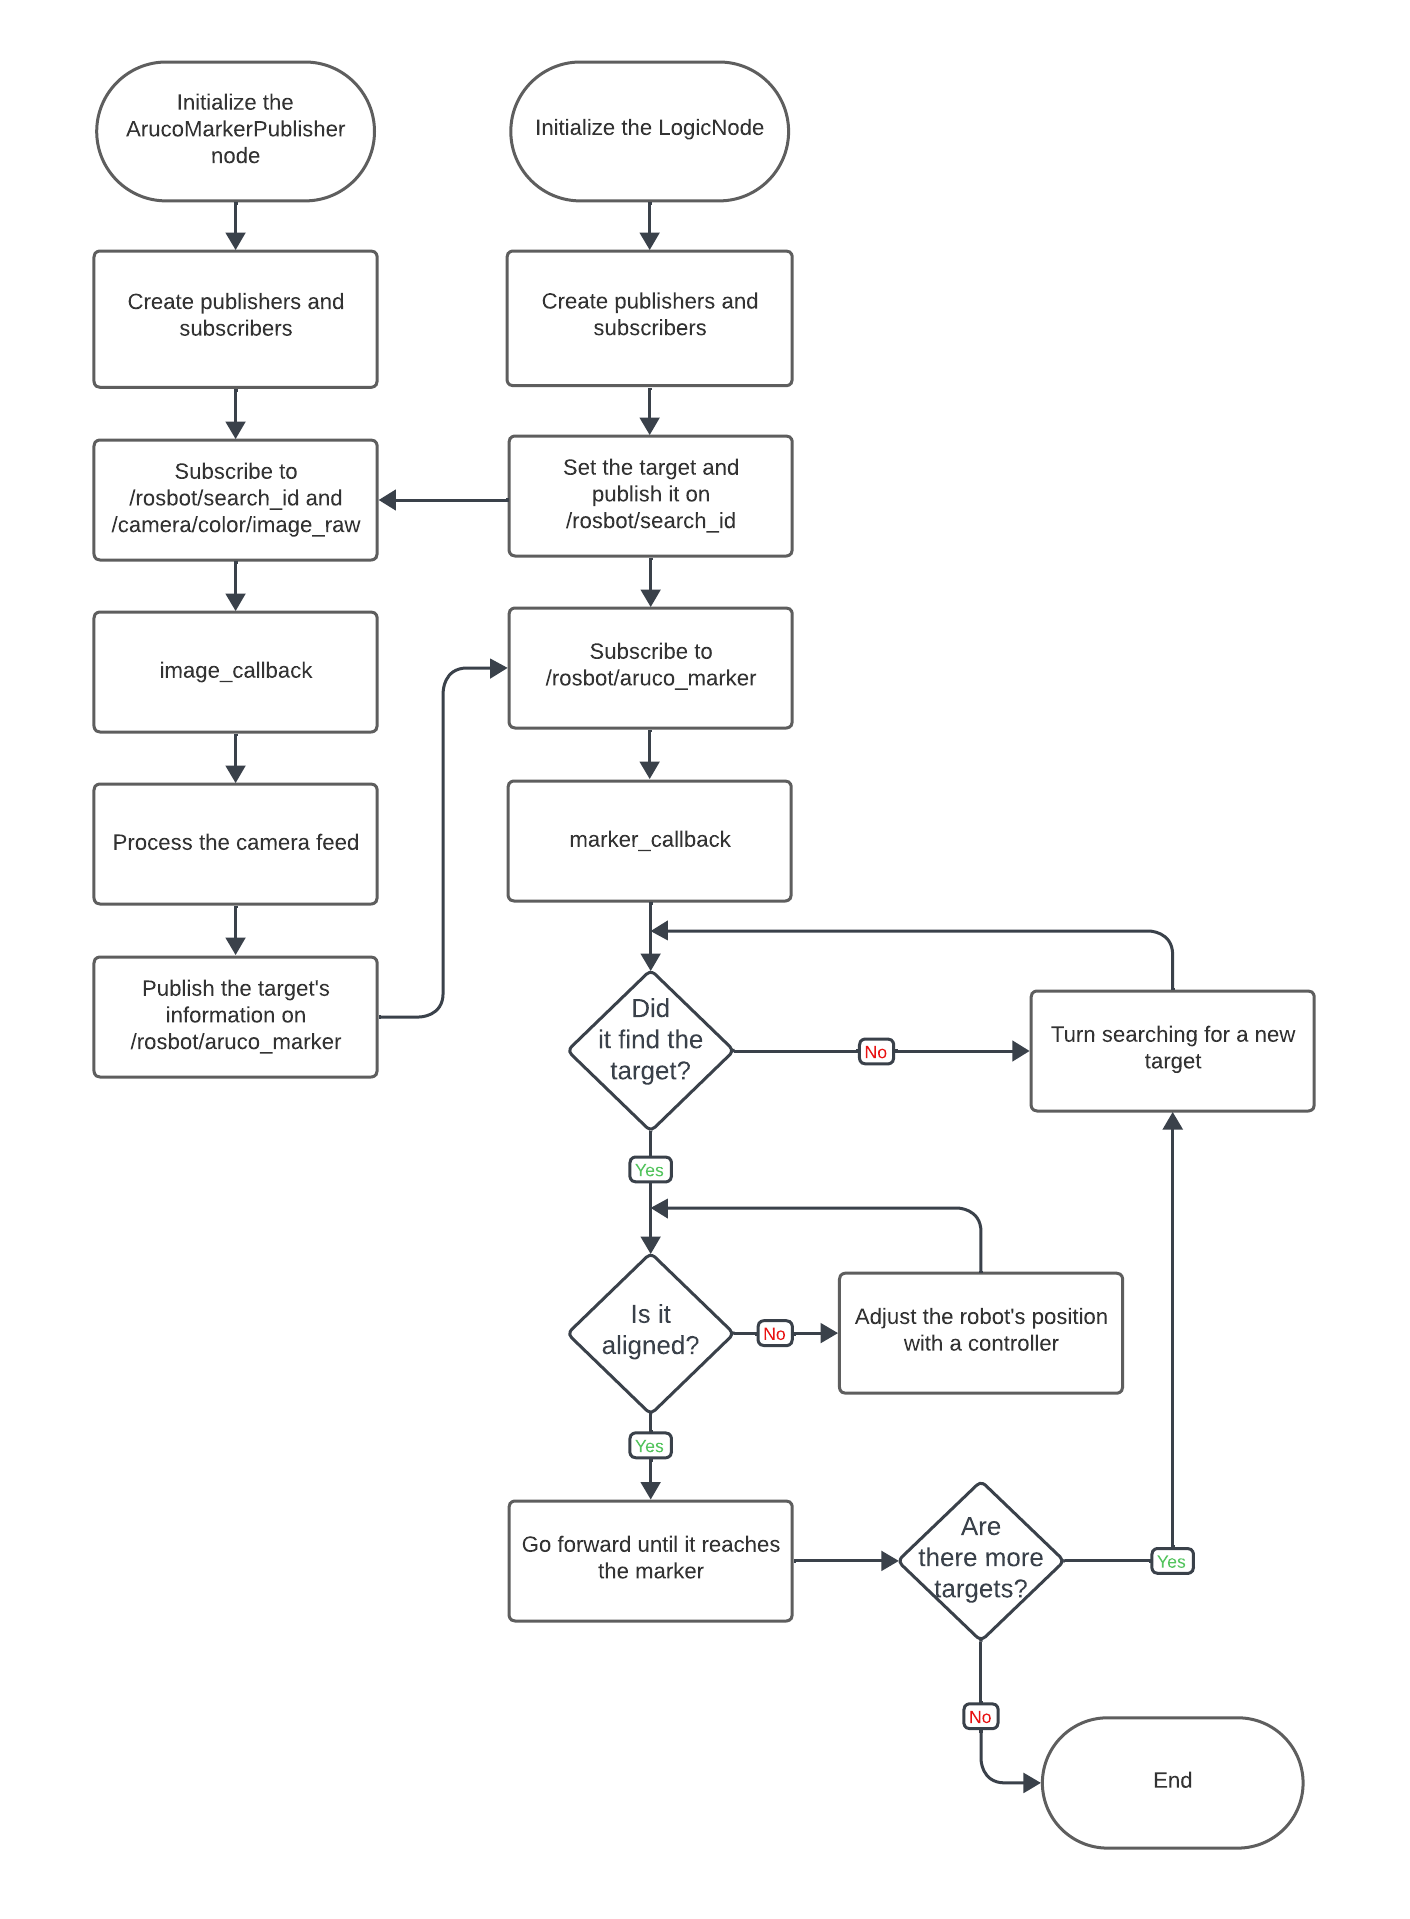 Initialize the
ArucoMarkerPublisher
node
Initialize the LogicNode
Create publishers and
subscribers
Create publishers and
subscribers
Subscribe to
/rosbot/search_id and
/camera/color/image_raw
Set the target and
publish it on
/rosbot/search_id
image_callback
Subscribe to
/rosbot/aruco_marker
Process the camera feed
marker_callback
Publish the target's
information on
/rosbot/aruco_marker
Did
it find the
target?
No
Turn searching for a new
target
Yes
Is it
aligned?
No
Adjust the robot's position
with a controller
Yes
Go forward until it reaches
the marker
Are
there more
targets?
Yes
No
End